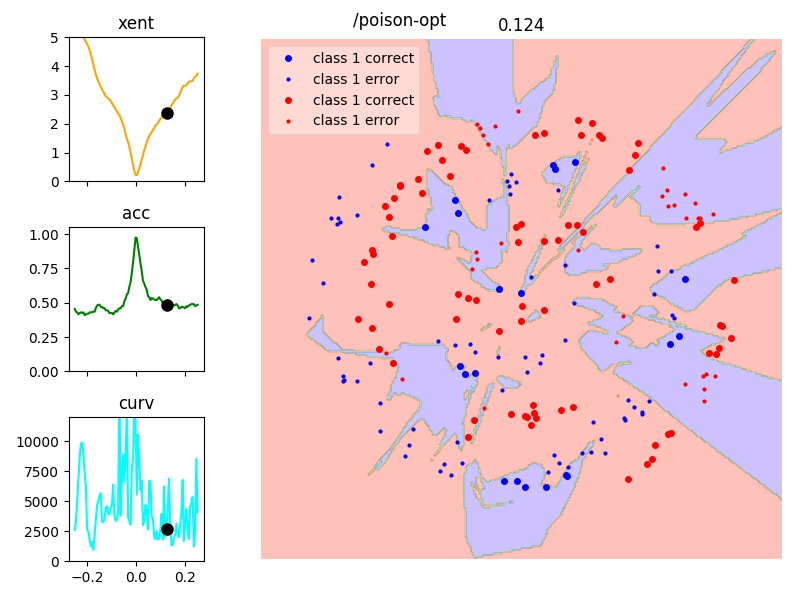 xent
5
4
3
2
1
0
acc
1.00
0.75
0.50
0.25
0.00
curv
10000
7500
5000
2500
0
−0.2 0.0 0.2
/poison-opt 0.124
class 1 correct
class 1 error
class 1 correct
class 1 error